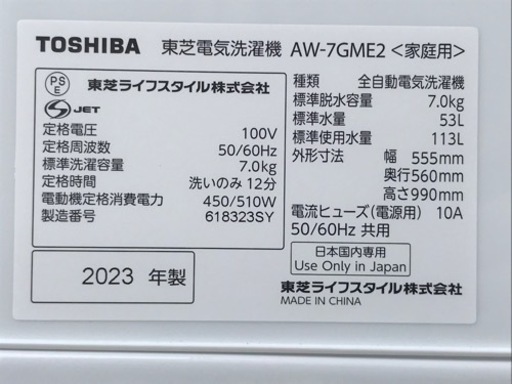 TOSHIBA 東芝電気洗濯機 AW-7GME2 <家庭用>
PS E 東芝ライフスタイル株式会社
S JET
定格電圧 100V
定格周波数 50/60Hz
標準洗濯容量 7.0kg
定格時間 洗いのみ 12分
電動機定格消費電力 450/510W
製造番号 618323SY
2023 年製
種類 全自動電気洗濯機
標準脱水容量 7.0kg
標準水量 53L
標準使用水量 113L
外形寸法 幅 555mm
奥行560mm
高さ990mm
電流ヒューズ(電源用) 10A
50/60Hz 共用
日本国内専用
Use Only in Japan
東芝ライフスタイル株式会社
MADE IN CHINA